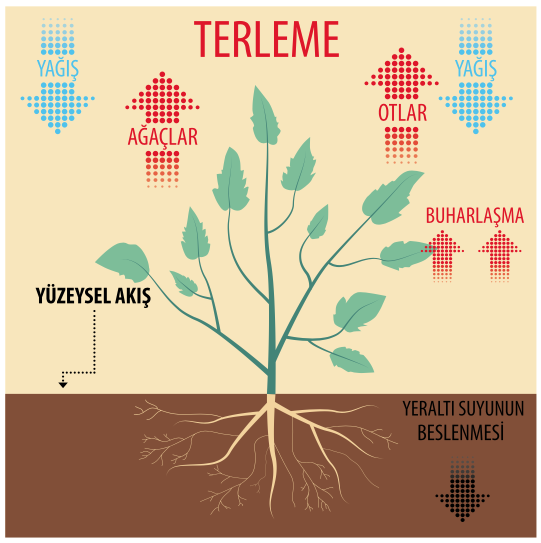 TERLEME
YAĞIŞ
YAĞIŞ
AĞAÇLAR
OTLAR
BUHARLAŞMA
YÜZEYSEL AKIŞ
YERALTI SUYUNUN
BESLENMESİ